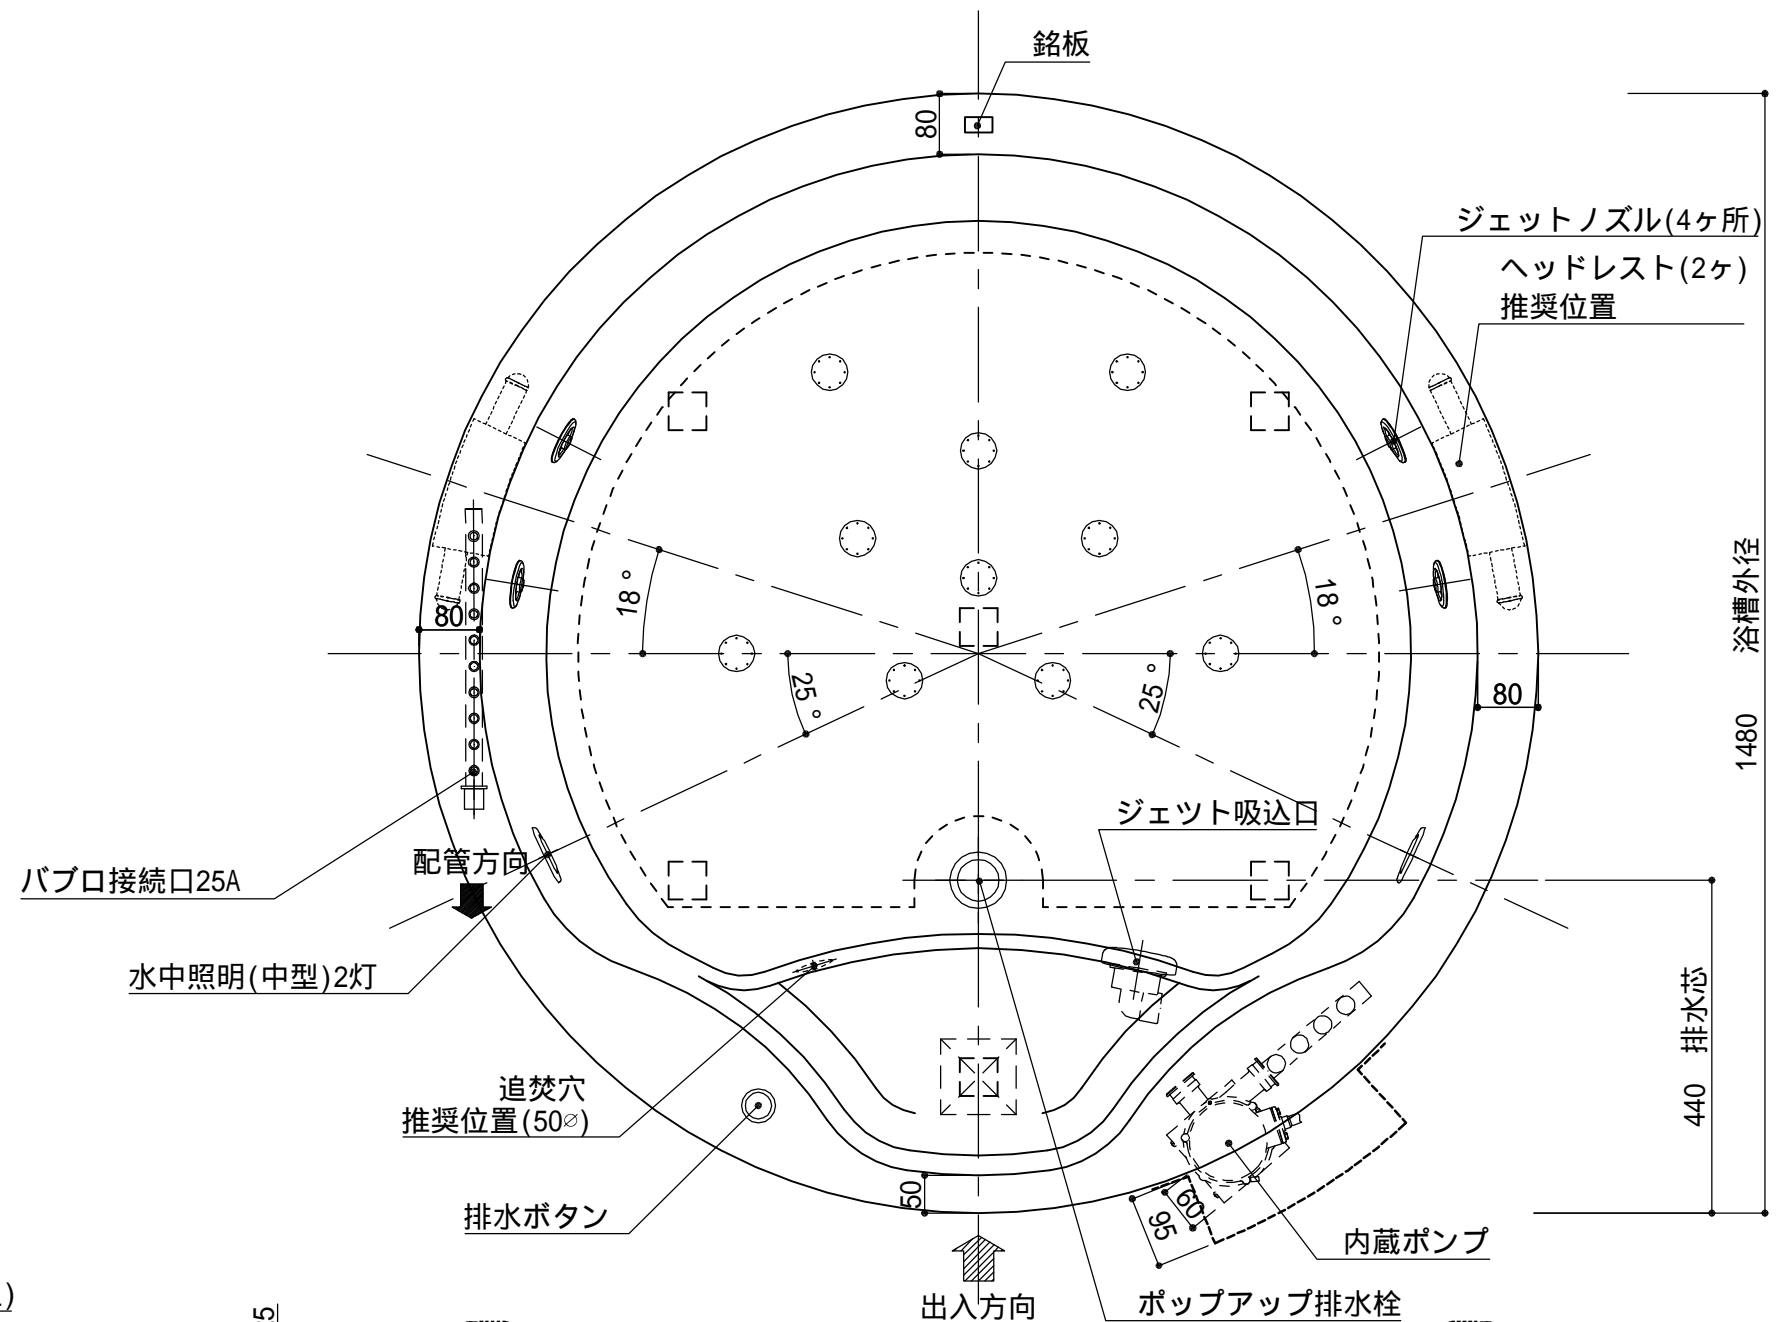 銘板
80
ジェットノズル(4ヶ所)
ヘッドレスト(2ヶ)
推奨位置
18°
18°
80
浴槽外径
1480
25°
25°
80
ジェツト吸込口
配管方向
バブロ接続口25A
水中照明(中型)2灯
排水芯
440
追焚穴
推奨位置(50∅)
排水ボタン
50
60
95
内蔵ポンプ
出入方向
ポップアップ排水栓